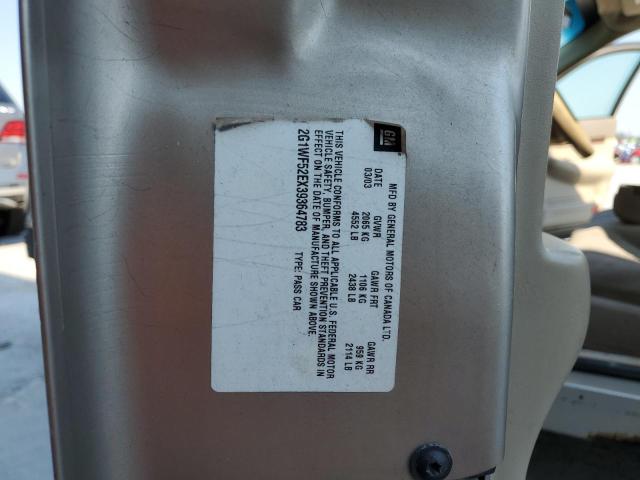 GM
MFD BY GENERAL MOTORS OF CANADA LTD.
DATE GVWR GAWR FRT GAWR RR
03/03 2065 KG 1106 KG 959 KG
4552 LB 2438 LB 2114 LB
THIS VEHICLE CONFORMS TO ALL APPLICABLE U.S. FEDERAL MOTOR
VEHICLE SAFETY, BUMPER, AND THEFT PREVENTION STANDARDS IN
EFFECT ON THE DATE OF MANUFACTURE SHOWN ABOVE.
2G1WF52EX39364783 TYPE: PASS CAR